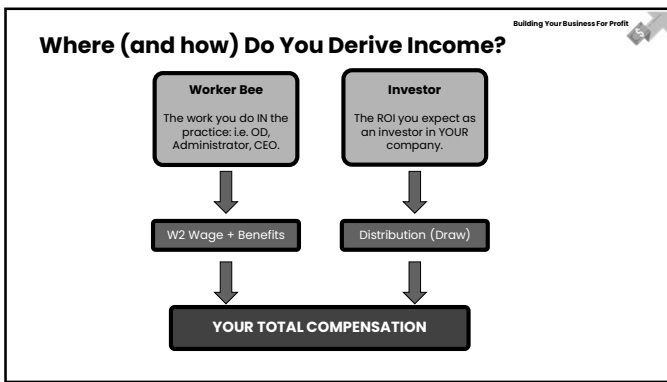 Building Your Business For Profit
Where (and how) Do You Derive Income?
Worker Bee
The work you do IN the
practice: i.e. OD,
Administrator, CEO.
Investor
The ROI you expect as
an investor in YOUR
company.
W2 Wage + Benefits
Distribution (Draw)
YOUR TOTAL COMPENSATION
$